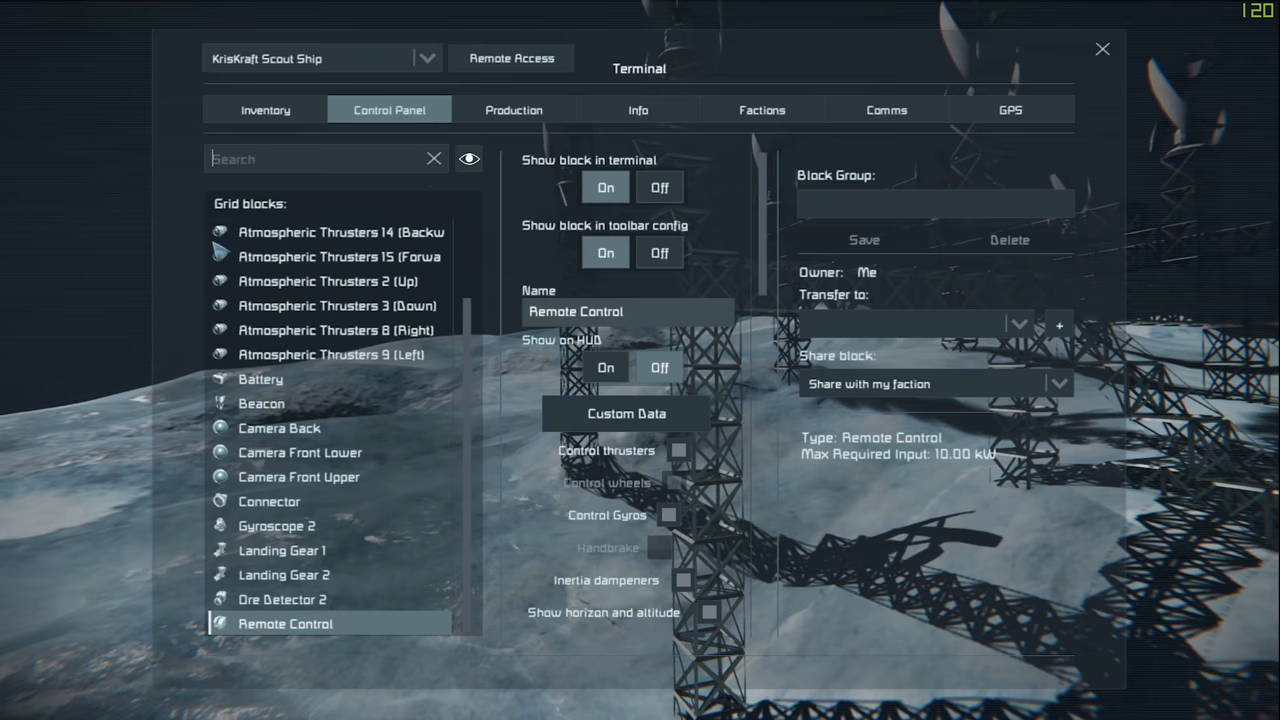 120
KrisKraft Scout Ship
Remote Access
Terminal
Inventory
Control Panel
Production
Info
Factions
Comms
GPS
Search
Grid blocks:
Atmospheric Thrusters 14 (Backw
Atmospheric Thrusters 15 (Forwa
Atmospheric Thrusters 2 (Up)
Atmospheric Thrusters 3 (Down)
Atmospheric Thrusters 8 (Right)
Atmospheric Thrusters 9 (Left)
Battery
Beacon
Camera Back
Camera Front Lower
Camera Front Upper
Connector
Gyroscope 2
Landing Gear 1
Landing Gear 2
Ore Detector 2
Remote Control
Show block in terminal
On Off
Show block in toolbar config
On Off
Name
Remote Control
Show on HUD
On Off
Custom Data
Control thrusters
Control wheels
Control Gyros
Handbrake
Inertia dampeners
Show horizon and altitude
Block Group:
Save Delete
Owner: Me
Transfer to:
+
Share block:
Share with my faction
Type: Remote Control
Max Required Input: 10.00 kW